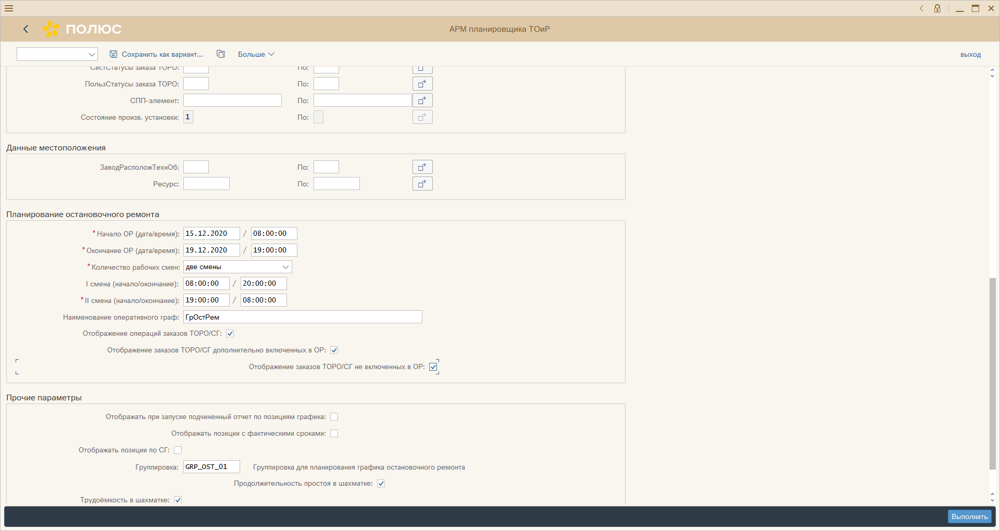 ПОЛЮС
АРМ планировщика ТОиР
Сохранить как вариант...
Больше
выход
СистСтатусы заказа ТОРО: По:
ПользСтатусы заказа ТОРО: По:
СПП-элемент: По:
Состояние произв. установки: 1 По:
Данные местоположения
ЗаводРасположТехнОб: По:
Ресурс: По:
Планирование остановочного ремонта
* Начало ОР (дата/время): 15.12.2020 / 08:00:00
* Окончание ОР (дата/время): 19.12.2020 / 19:00:00
* Количество рабочих смен: две смены
I смена (начало/окончание): 08:00:00 / 20:00:00
* II смена (начало/окончание): 19:00:00 / 08:00:00
Наименование оперативного граф: ГрОстРем
Отображение операций заказов ТОРО/СГ:
Отображение заказов ТОРО/СГ дополнительно включенных в ОР:
Отображение заказов ТОРО/СГ не включенных в ОР:
Прочие параметры
Отображать при запуске подчиненный отчет по позициям графика:
Отображать позиции с фактическими сроками:
Отображать позиции по СГ:
Группировка: GRP_OST_01 Группировка для планирования графика остановочного ремонта
Продолжительность простоя в шахматке:
Трудоёмкость в шахматке:
Выполнить